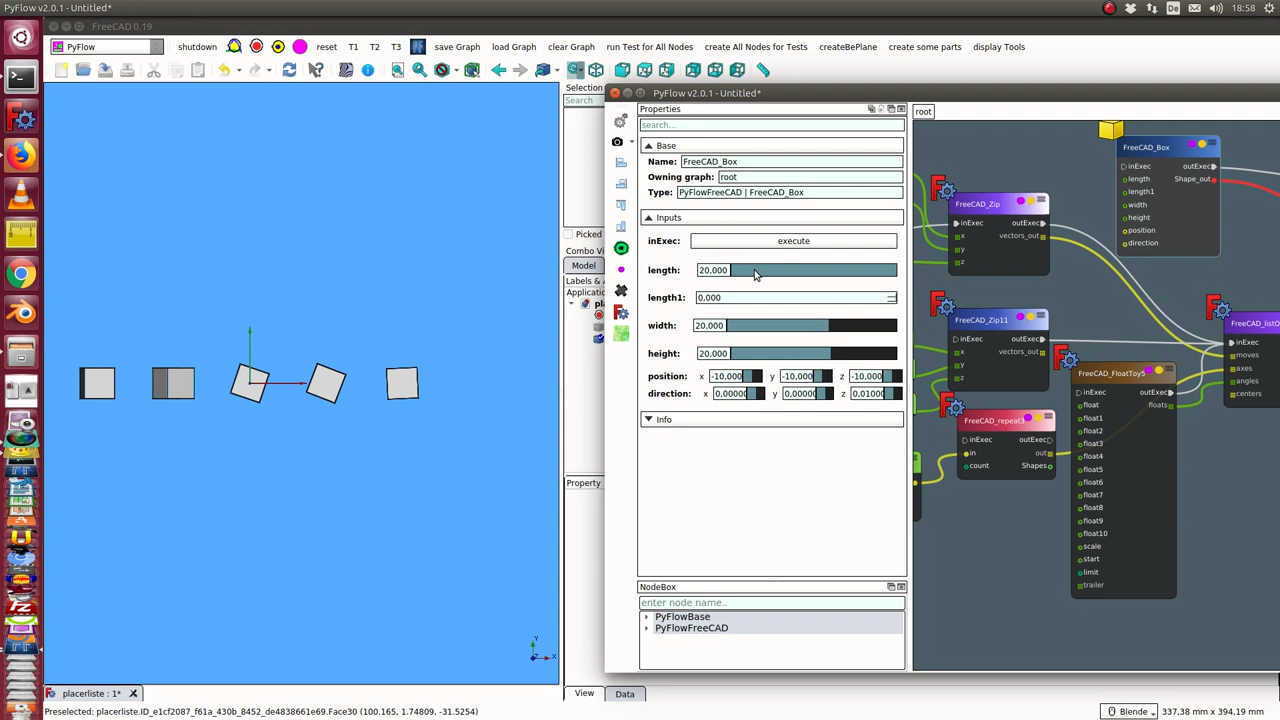 PyFlow v2.0.1 - Untitled*
De
18:58
FreeCAD 0.19
PyFlow
shutdown
reset
T1
T2
T3
save Graph
load Graph
clear Graph
run Test for All Nodes
create All Nodes for Tests
createBePlane
create some parts
display Tools
Selection
Search
Picked
Combo Vi
Model
Labels & A
Application
pla
Property
PyFlow v2.0.1 - Untitled*
Properties
search...
Base
Name: FreeCAD_Box
Owning graph: root
Type: PyFlowFreeCAD | FreeCAD_Box
Inputs
inExec: execute
length: 20,000
length1: 0,000
width: 20,000
height: 20,000
position: x -10,000 y -10,000 z -10,000
direction: x 0,0000 y 0,0000 z 0,0100
Info
NodeBox
enter node name..
PyFlowBase
PyFlowFreeCAD
root
FreeCAD_Box
inExec outExec
length Shape_out
length1
width
height
position
direction
FreeCAD_Zip
inExec outExec
x vectors_out
y
z
FreeCAD_Zip11
inExec outExec
x vectors_out
y
z
FreeCAD_repeat3
inExec outExec
in out
count Shapes
FreeCAD_FloatToy5
inExec outExec
float floats
float1
float2
float3
float4
float5
float6
float7
float8
float9
float10
scale
start
limit
trailer
FreeCAD_listO
inExec
moves
axes
angles
centers
Y
Z X
placerliste : 1*
View
Data
Preselected: placerliste.ID_e1cf2087_f61a_430b_8452_de4838661e69.Face30 (100.165, 1.74809, -31.5254)
Blende
337,38 mm x 394,19 mm